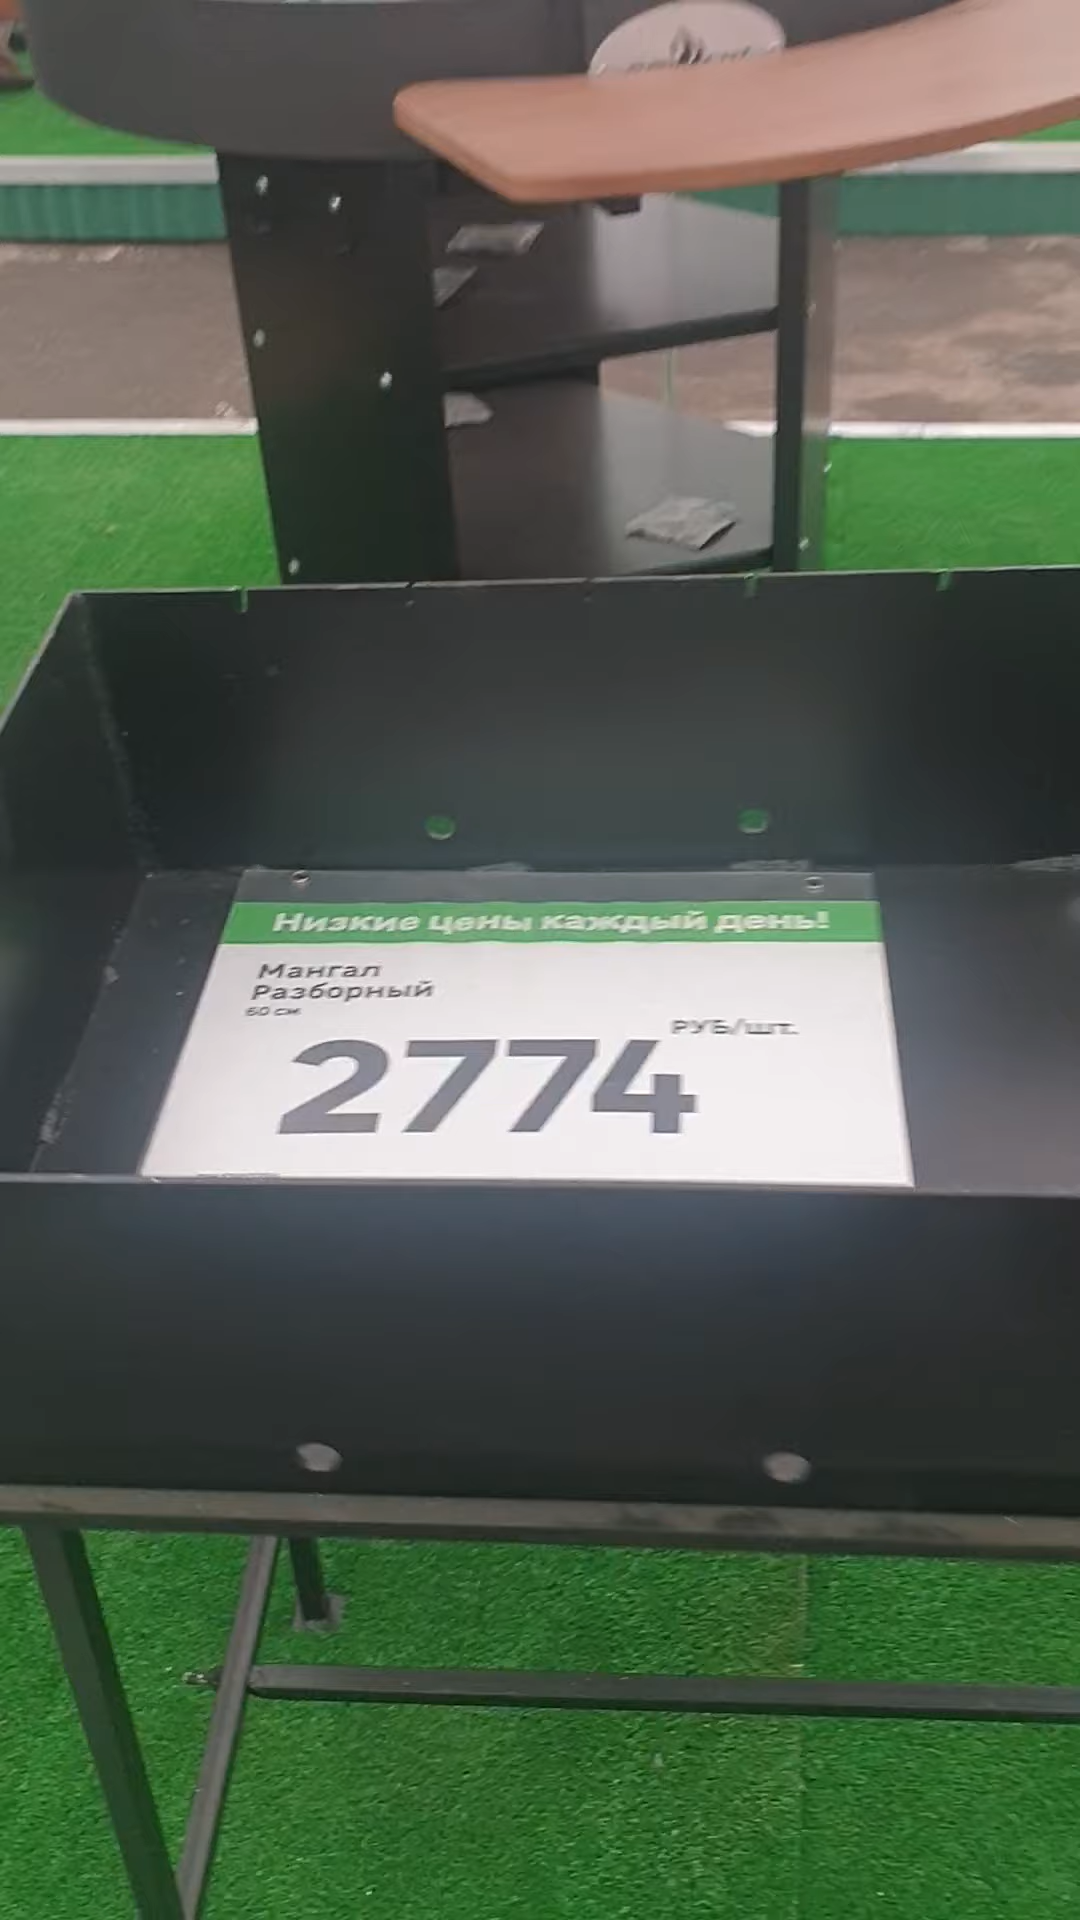 Низкие цены каждый день!
Мангал
Разборный
60 см
РУБ/шт.
2774